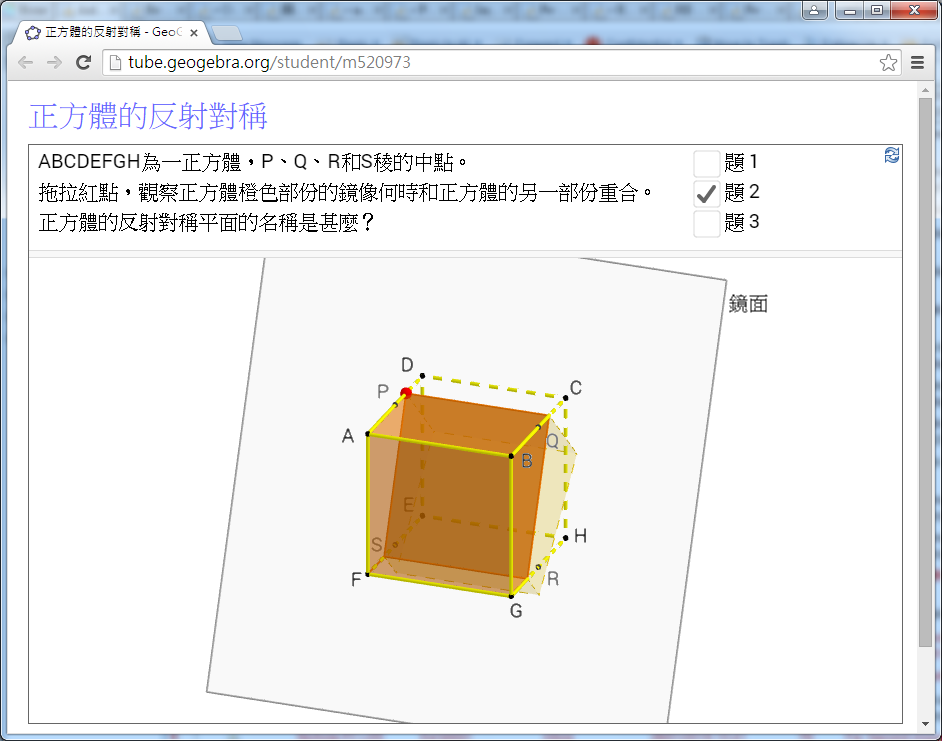 正方體的反射對稱 - GeoG
tube.geogebra.org/student/m520973
正方體的反射對稱
ABCDEFGH為一正方體，P、Q、R和S稜的中點。
拖拉紅點，觀察正方體橙色部份的鏡像何時和正方體的另一部份重合。
正方體的反射對稱平面的名稱是甚麼？
題 1
題 2
題 3
鏡面
D
P
C
A
Q
B
E
S
H
F
R
G